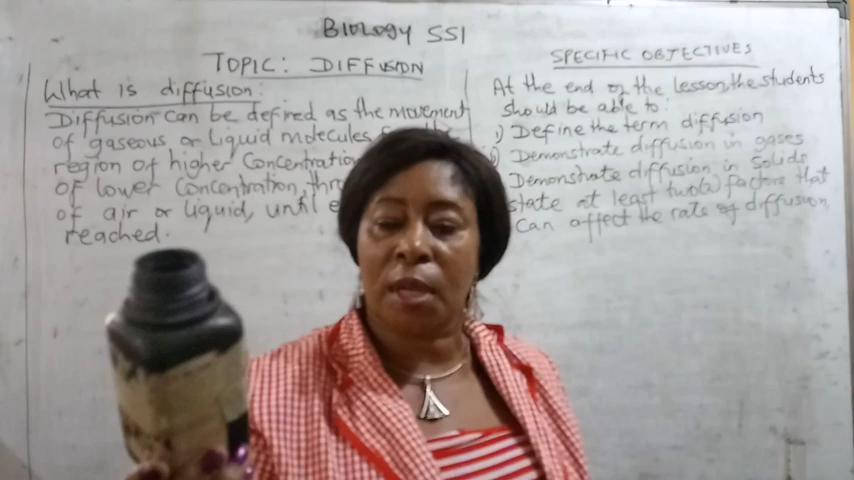 BIOLOGY SS1
TOPIC: DIFFUSION
What is diffusion:
Diffusion can be defined as the movement
of gaseous or liquid molecules
region of higher concentration
of lower concentration,
of air or liquid, until
reached.
SPECIFIC OBJECTIVES
At the end of the lesson, the students
should be able to:
i) Define the term diffusion
Demonstrate diffusion in gases
Demonstrate diffusion in solids
state at least two(2) factors that
can affect the rate of diffusion